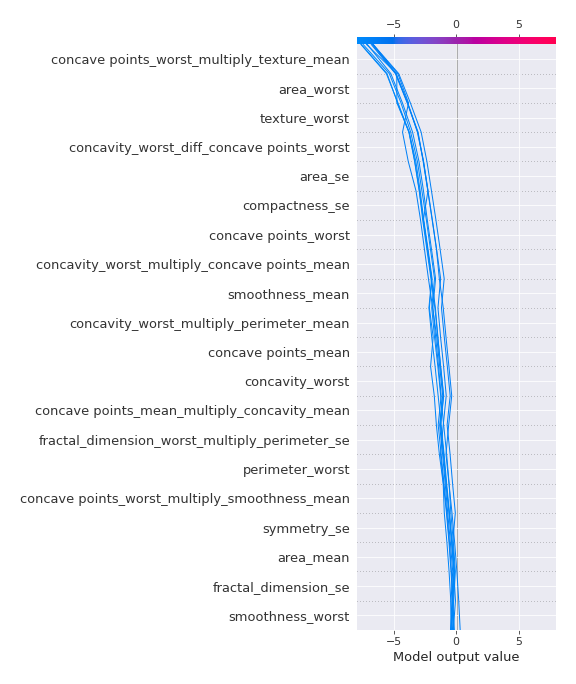 −5 0 5
concave points_worst_multiply_texture_mean
area_worst
texture_worst
concavity_worst_diff_concave points_worst
area_se
compactness_se
concave points_worst
concavity_worst_multiply_concave points_mean
smoothness_mean
concavity_worst_multiply_perimeter_mean
concave points_mean
concavity_worst
concave points_mean_multiply_concavity_mean
fractal_dimension_worst_multiply_perimeter_se
perimeter_worst
concave points_worst_multiply_smoothness_mean
symmetry_se
area_mean
fractal_dimension_se
smoothness_worst
−5 0 5
Model output value